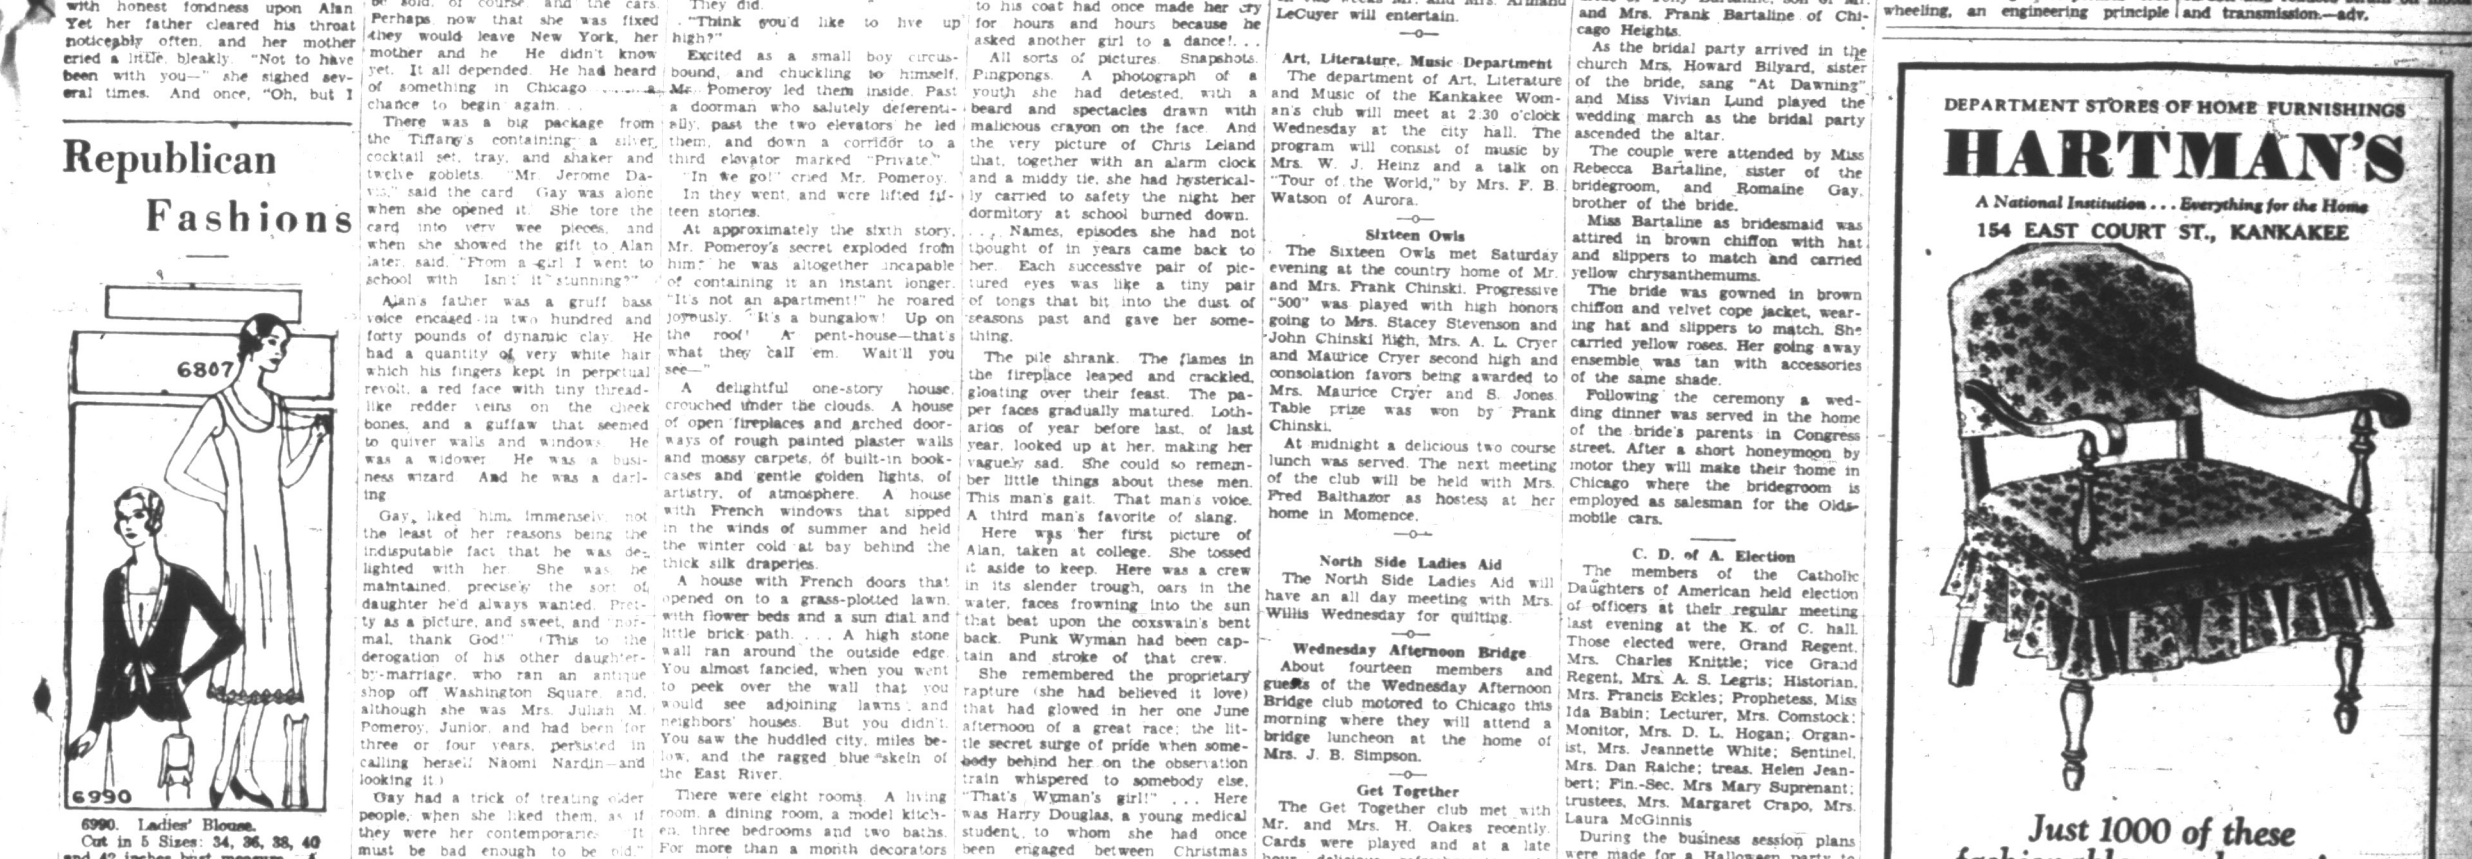 with honest fondness upon Alan
Yet her father cleared his throat
noticeably often, and her mother
cried a little, bleakly. "Not to have
been with you—" she sighed sev-
eral times. And once, "Oh, but I
Republican
Fashions
6807
6990
6990. Ladies' Blouse.
Cut in 5 Sizes: 34, 36, 38, 40
and 42 inches bust measure. A
be sold, of course, and the cars.
Perhaps now that she was fixed
they would leave New York, her
mother and he. He didn't know
yet. It all depended. He had heard
of something in Chicago ..... a
chance to begin again. . .
There was a big package from
the Tiffany's containing a silver
cocktail set, tray, and shaker and
twelve goblets. "Mr. Jerome Da-
vis," said the card. Gay was alone
when she opened it. She tore the
card into very wee pieces, and
when she showed the gift to Alan
later, said, "From a girl I went to
school with. Isn't it stunning?"
Alan's father was a gruff bass
voice encased in two hundred and
forty pounds of dynamic clay. He
had a quantity of very white hair
which his fingers kept in perpetual
revolt, a red face with tiny thread-
like redder veins on the cheek
bones, and a guffaw that seemed
to quiver walls and windows. He
was a widower. He was a busi-
ness wizard. And he was a darl-
ing
Gay liked him, immensely, not
the least of her reasons being the
indisputable fact that he was de-
lighted with her. She was, he
maintained, precisely the sort of
daughter he'd always wanted. Pret-
ty as a picture, and sweet, and "nor-
mal, thank God!" (This to the
derogation of his other daughter-
by-marriage, who ran an antique
shop off Washington Square, and,
although she was Mrs. Julian M.
Pomeroy, Junior, and had been for
three or four years, persisted in
calling herself Naomi Nardin—and
looking it.)
Gay had a trick of treating older
people, when she liked them, as if
they were her contemporaries. "It
must be bad enough to be old,"
They did.
"Think you'd like to live up
high?"
Excited as a small boy circus-
bound, and chuckling to himself,
Mr. Pomeroy led them inside. Past
a doorman who salutely deferenti-
ally, past the two elevators he led
them, and down a corridor to a
third elevator marked "Private."
"In we go!" cried Mr. Pomeroy.
In they went, and were lifted fif-
teen stories.
At approximately the sixth story,
Mr. Pomeroy's secret exploded from
him; he was altogether incapable
of containing it an instant longer.
"It's not an apartment!" he roared
joyously. "It's a bungalow! Up on
the roof! A pent-house—that's
what they call em. Wait'll you
see—"
A delightful one-story house,
crouched under the clouds. A house
of open fireplaces and arched door-
ways of rough painted plaster walls
and mossy carpets, of built-in book-
cases and gentle golden lights, of
artistry, of atmosphere. A house
with French windows that sipped
in the winds of summer and held
the winter cold at bay behind the
thick silk draperies.
A house with French doors that
opened on to a grass-plotted lawn,
with flower beds and a sun dial and
little brick path. . . . A high stone
wall ran around the outside edge.
You almost fancied, when you went
to peek over the wall that you
would see adjoining lawns and
neighbors' houses. But you didn't.
You saw the huddled city, miles be-
low, and the ragged blue skein of
the East River.
There were eight rooms. A living
room, a dining room, a model kitch-
en, three bedrooms and two baths.
For more than a month decorators
to his coat had once made her cry
for hours and hours because he
asked another girl to a dance!. . .
All sorts of pictures. Snapshots.
Pingpongs. A photograph of a
youth she had detested, with a
beard and spectacles drawn with
malicious crayon on the face. And
the very picture of Chris Leland
that, together with an alarm clock
and a middy tie, she had hysterical-
ly carried to safety the night her
dormitory at school burned down.
. . . Names, episodes she had not
thought of in years came back to
her. Each successive pair of pic-
tured eyes was like a tiny pair
of tongs that bit into the dust of
seasons past and gave her some-
thing.
The pile shrank. The flames in
the fireplace leaped and crackled,
gloating over their feast. The pa-
per faces gradually matured. Loth-
arios of year before last, of last
year, looked up at her, making her
vaguely sad. She could so remem-
ber little things about these men.
This man's gait. That man's voice.
A third man's favorite of slang.
Here was her first picture of
Alan, taken at college. She tossed
it aside to keep. Here was a crew
in its slender trough, oars in the
water, faces frowning into the sun
that beat upon the coxswain's bent
back. Punk Wyman had been cap-
tain and stroke of that crew.
She remembered the proprietary
rapture (she had believed it love)
that had glowed in her one June
afternoon of a great race; the lit-
tle secret surge of pride when some-
body behind her on the observation
train whispered to somebody else,
"That's Wyman's girl!" ... Here
was Harry Douglas, a young medical
student, to whom she had once
been engaged between Christmas
LeCuyer will entertain.
Art, Literature, Music Department
The department of Art, Literature
and Music of the Kankakee Wom-
an's club will meet at 2:30 o'clock
Wednesday at the city hall. The
program will consist of music by
Mrs. W. J. Heinz and a talk on
"Tour of the World," by Mrs. F. B.
Watson of Aurora.
Sixteen Owls
The Sixteen Owls met Saturday
evening at the country home of Mr.
and Mrs. Frank Chinski. Progressive
"500" was played with high honors
going to Mrs. Stacey Stevenson and
John Chinski High, Mrs. A. L. Cryer
and Maurice Cryer second high and
consolation favors being awarded to
Mrs. Maurice Cryer and S. Jones.
Table prize was won by Frank
Chinski.
At midnight a delicious two course
lunch was served. The next meeting
of the club will be held with Mrs.
Fred Balthazor as hostess at her
home in Momence.
North Side Ladies Aid
The North Side Ladies Aid will
have an all day meeting with Mrs.
Willis Wednesday for quilting.
Wednesday Afternoon Bridge
About fourteen members and
guests of the Wednesday Afternoon
Bridge club motored to Chicago this
morning where they will attend a
bridge luncheon at the home of
Mrs. J. B. Simpson.
Get Together
The Get Together club met with
Mr. and Mrs. H. Oakes recently.
Cards were played and at a late
and Mrs. Frank Bartaline of Chi-
cago Heights.
As the bridal party arrived in the
church Mrs. Howard Bilyard, sister
of the bride, sang "At Dawning"
and Miss Vivian Lund played the
wedding march as the bridal party
ascended the altar.
The couple were attended by Miss
Rebecca Bartaline, sister of the
bridegroom, and Romaine Gay,
brother of the bride.
Miss Bartaline as bridesmaid was
attired in brown chiffon with hat
and slippers to match and carried
yellow chrysanthemums.
The bride was gowned in brown
chiffon and velvet cope jacket, wear-
ing hat and slippers to match. She
carried yellow roses. Her going away
ensemble was tan with accessories
of the same shade.
Following the ceremony a wed-
ding dinner was served in the home
of the bride's parents in Congress
street. After a short honeymoon by
motor they will make their home in
Chicago where the bridegroom is
employed as salesman for the Olds-
mobile cars.
C. D. of A. Election
The members of the Catholic
Daughters of American held election
of officers at their regular meeting
last evening at the K. of C. hall.
Those elected were, Grand Regent,
Mrs. Charles Knittle; vice Grand
Regent, Mrs. A. S. Legris; Historian,
Mrs. Francis Eckles; Prophetess, Miss
Ida Babin; Lecturer, Mrs. Comstock;
Monitor, Mrs. D. L. Hogan; Organ-
ist, Mrs. Jeannette White; Sentinel,
Mrs. Dan Raiche; treas. Helen Jean-
bert; Fin.-Sec. Mrs Mary Suprenant;
trustees, Mrs. Margaret Crapo, Mrs.
Laura McGinnis
During the business session plans
were made for a Halloween party to
wheeling, an engineering principle
and transmission.—adv.
DEPARTMENT STORES OF HOME FURNISHINGS
HARTMAN'S
A National Institution . . . Everything for the Home
154 EAST COURT ST., KANKAKEE
Just 1000 of these